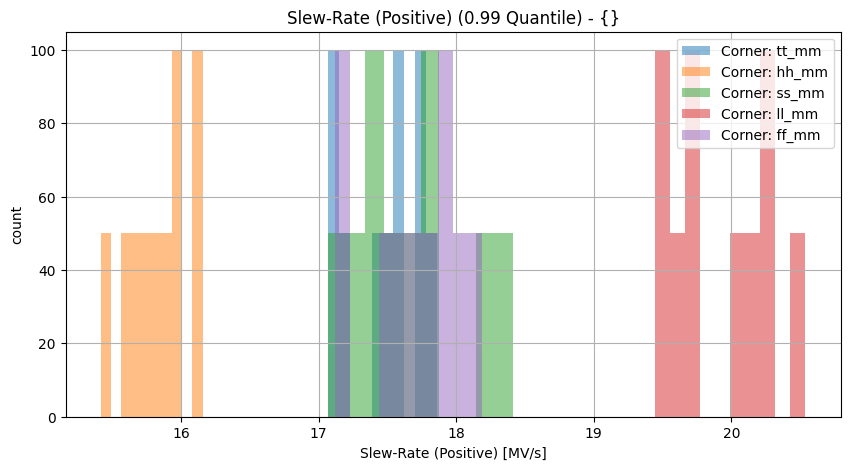 Slew-Rate (Positive) (0.99 Quantile) - {}
100
80
60
40
20
0
count
Corner: tt_mm
Corner: hh_mm
Corner: ss_mm
Corner: ll_mm
Corner: ff_mm
16
17
18
19
20
Slew-Rate (Positive) [MV/s]